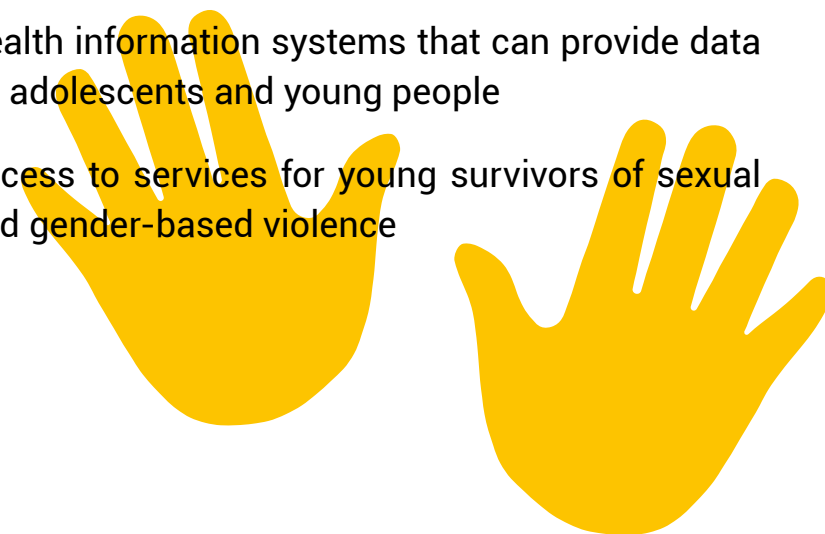 ealth information systems that can provide data
adolescents and young people
cess to services for young survivors of sexual
d gender-based violence